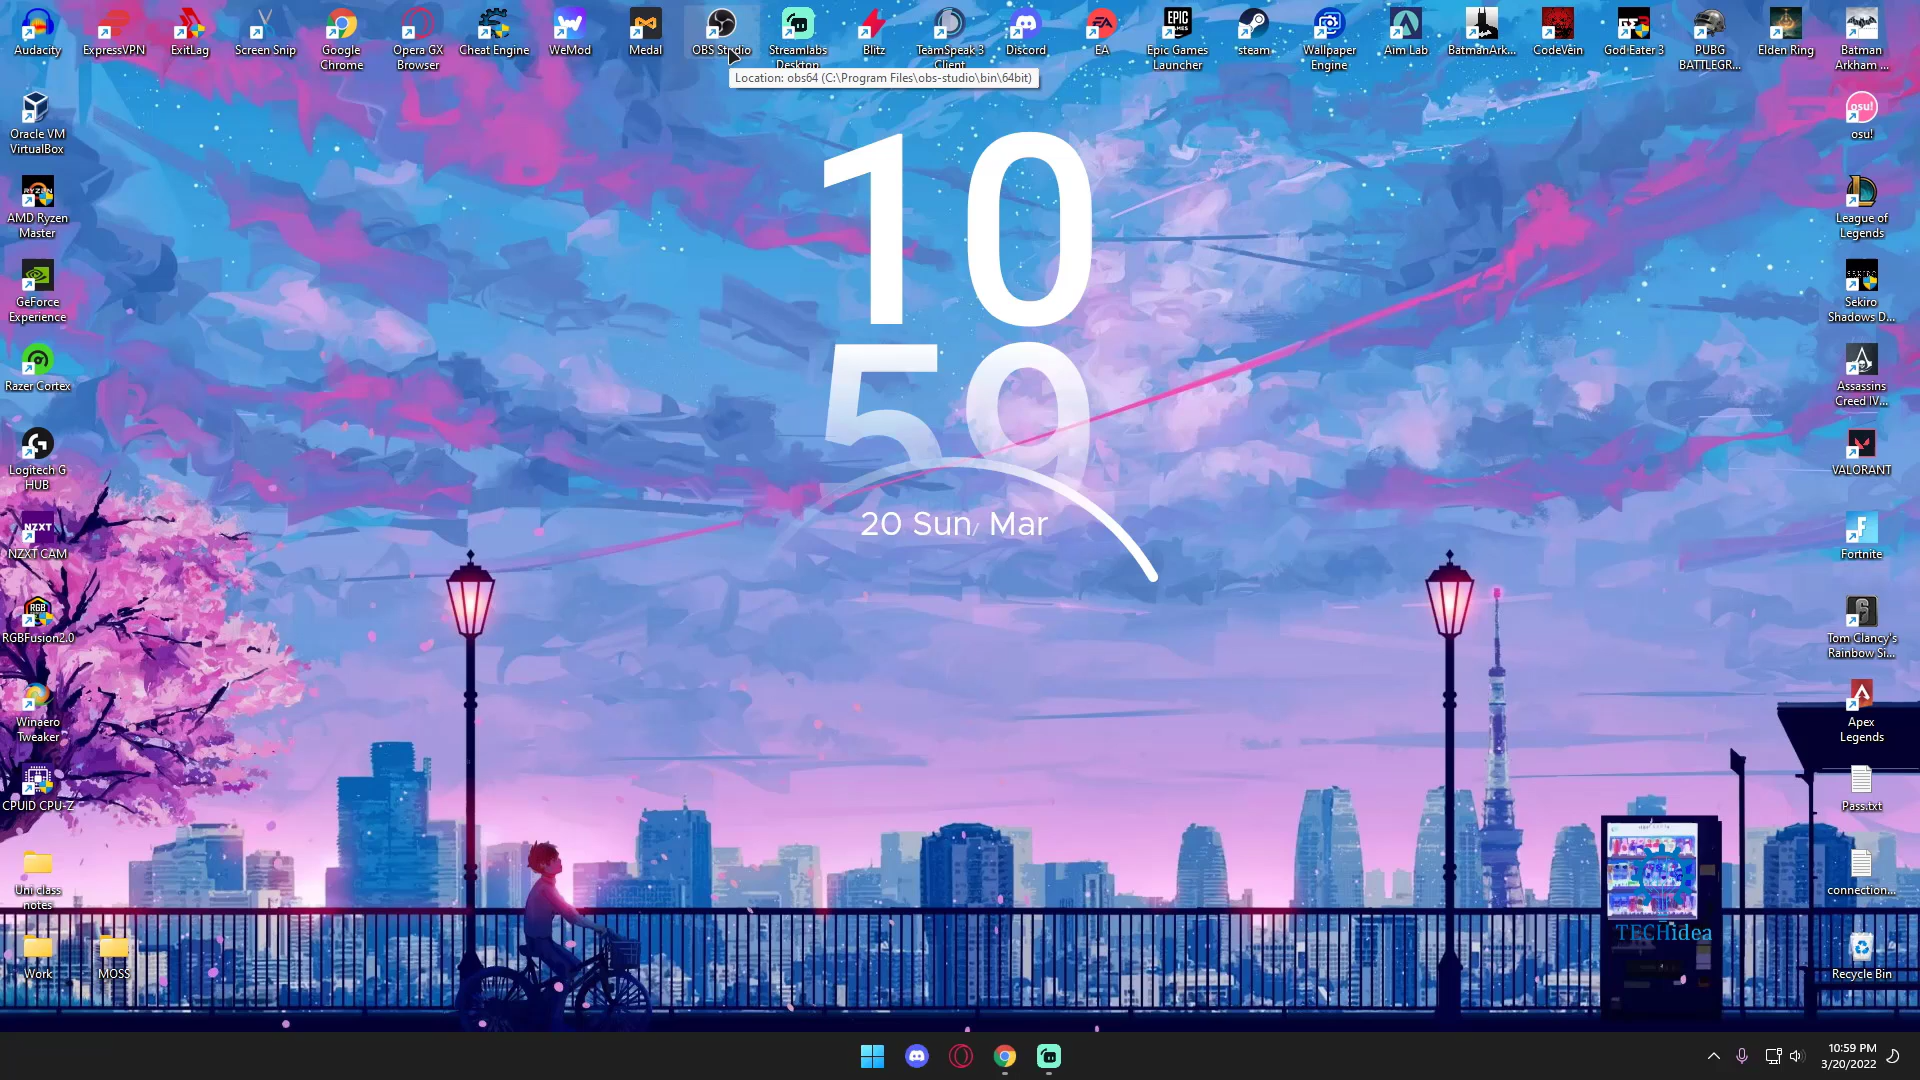 Audacity
ExpressVPN
ExitLag
Screen Snip
Google
Chrome
Opera GX
Browser
Cheat Engine
WeMod
Medal
OBS Studio
Streamlabs
Desktop
Blitz
TeamSpeak 3
Client
Discord
EA
Epic Games
Launcher
steam
Wallpaper
Engine
Aim Lab
BatmanArk...
CodeVein
God Eater 3
PUBG
BATTLEGR...
Elden Ring
Batman
Arkham ...
Location: obs64 (C:\Program Files\obs-studio\bin\64bit)
Oracle VM
VirtualBox
osu!
osu!
10
59
20 Sun/ Mar
RYZEN
AMD Ryzen
Master
League of
Legends
GeForce
Experience
SEKIRO
Sekiro
Shadows D...
Razer Cortex
Assassins
Creed IV...
Logitech G
HUB
VALORANT
NZXT
NZXT CAM
Fortnite
RGB
RGBFusion2.0
Tom Clancy's
Rainbow Si...
Winaero
Tweaker
Apex
Legends
CPUID CPU-Z
Pass.txt
Uni class
notes
connection...
Work
MOSS
TECHidea
Recycle Bin
10:59 PM
3/20/2022